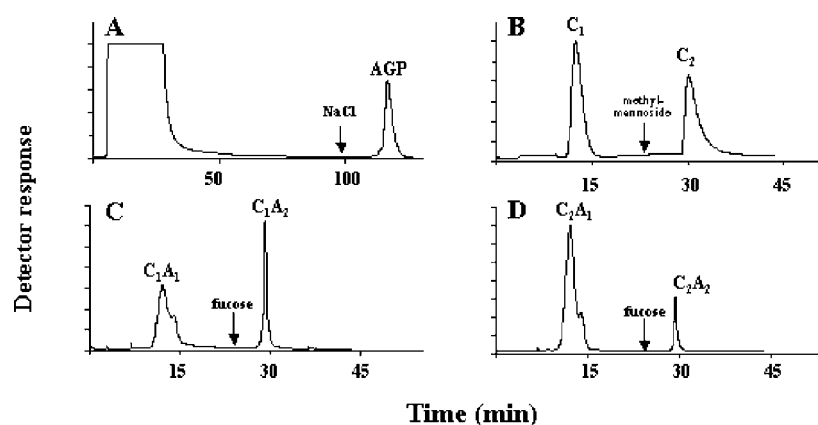 Detector response
A
AGP
NaCl
50
100
B
C1
C2
methyl-
mannoside
15
30
45
C
C1A1
C1A2
fucose
15
30
45
D
C2A1
C2A2
fucose
15
30
45
Time (min)